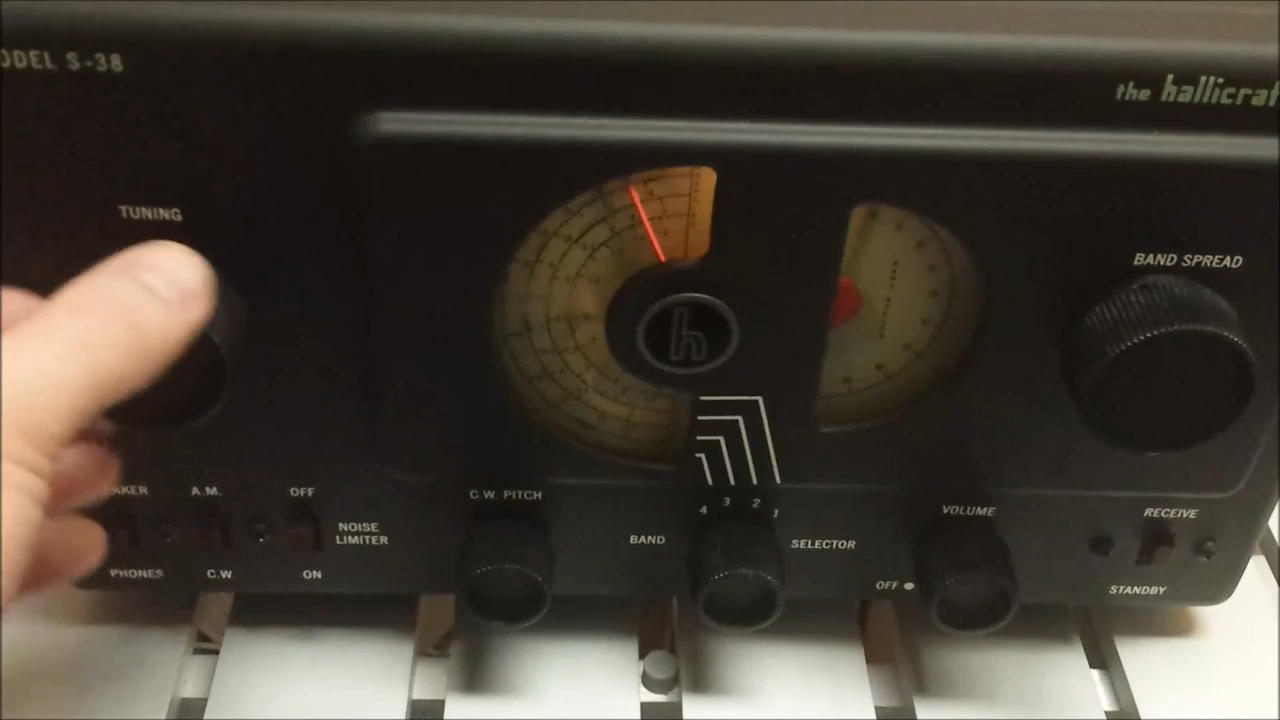 ODEL S-38
the hallicraf
TUNING
BAND SPREAD
AKER
A.M.
OFF
NOISE
LIMITER
PHONES
C.W.
ON
C.W. PITCH
h
4 3 2 1
BAND
SELECTOR
VOLUME
OFF
RECEIVE
STANDBY